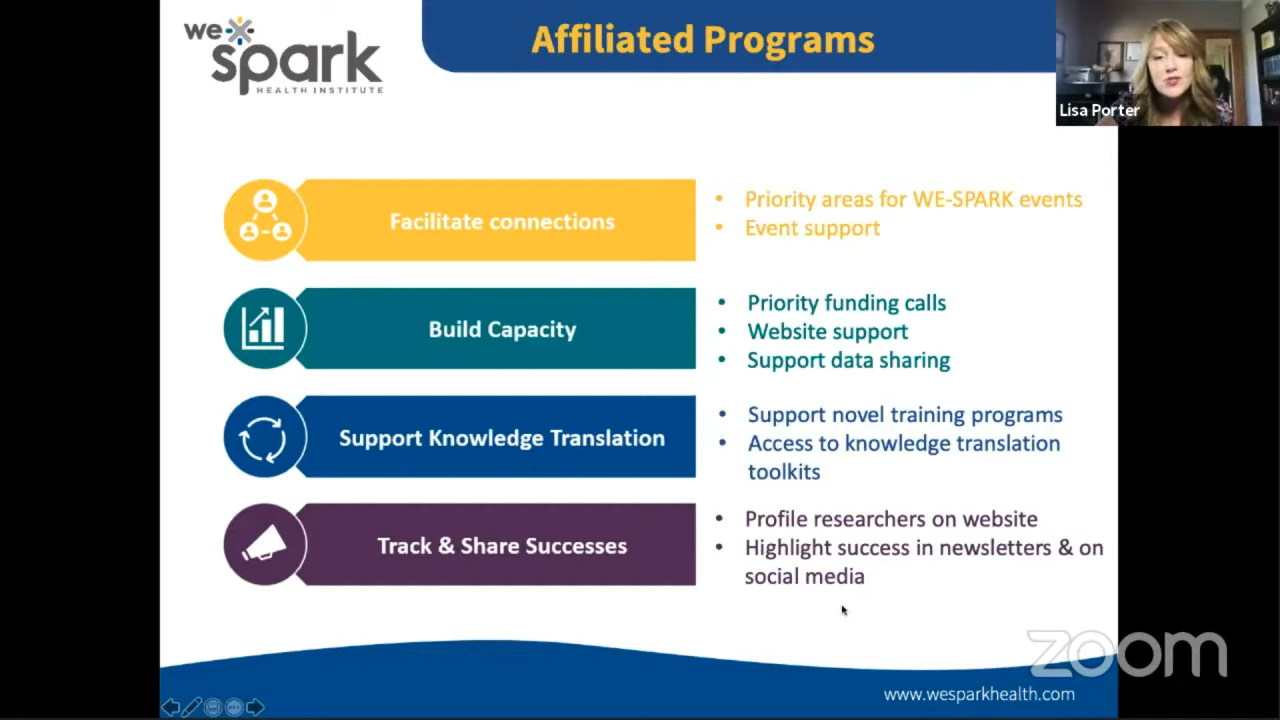 we
spark
HEALTH INSTITUTE
Affiliated Programs
Lisa Porter
Facilitate connections
• Priority areas for WE-SPARK events
• Event support
Build Capacity
• Priority funding calls
• Website support
• Support data sharing
Support Knowledge Translation
• Support novel training programs
• Access to knowledge translation
toolkits
Track & Share Successes
• Profile researchers on website
• Highlight success in newsletters & on
social media
zoom
www.wesparkhealth.com